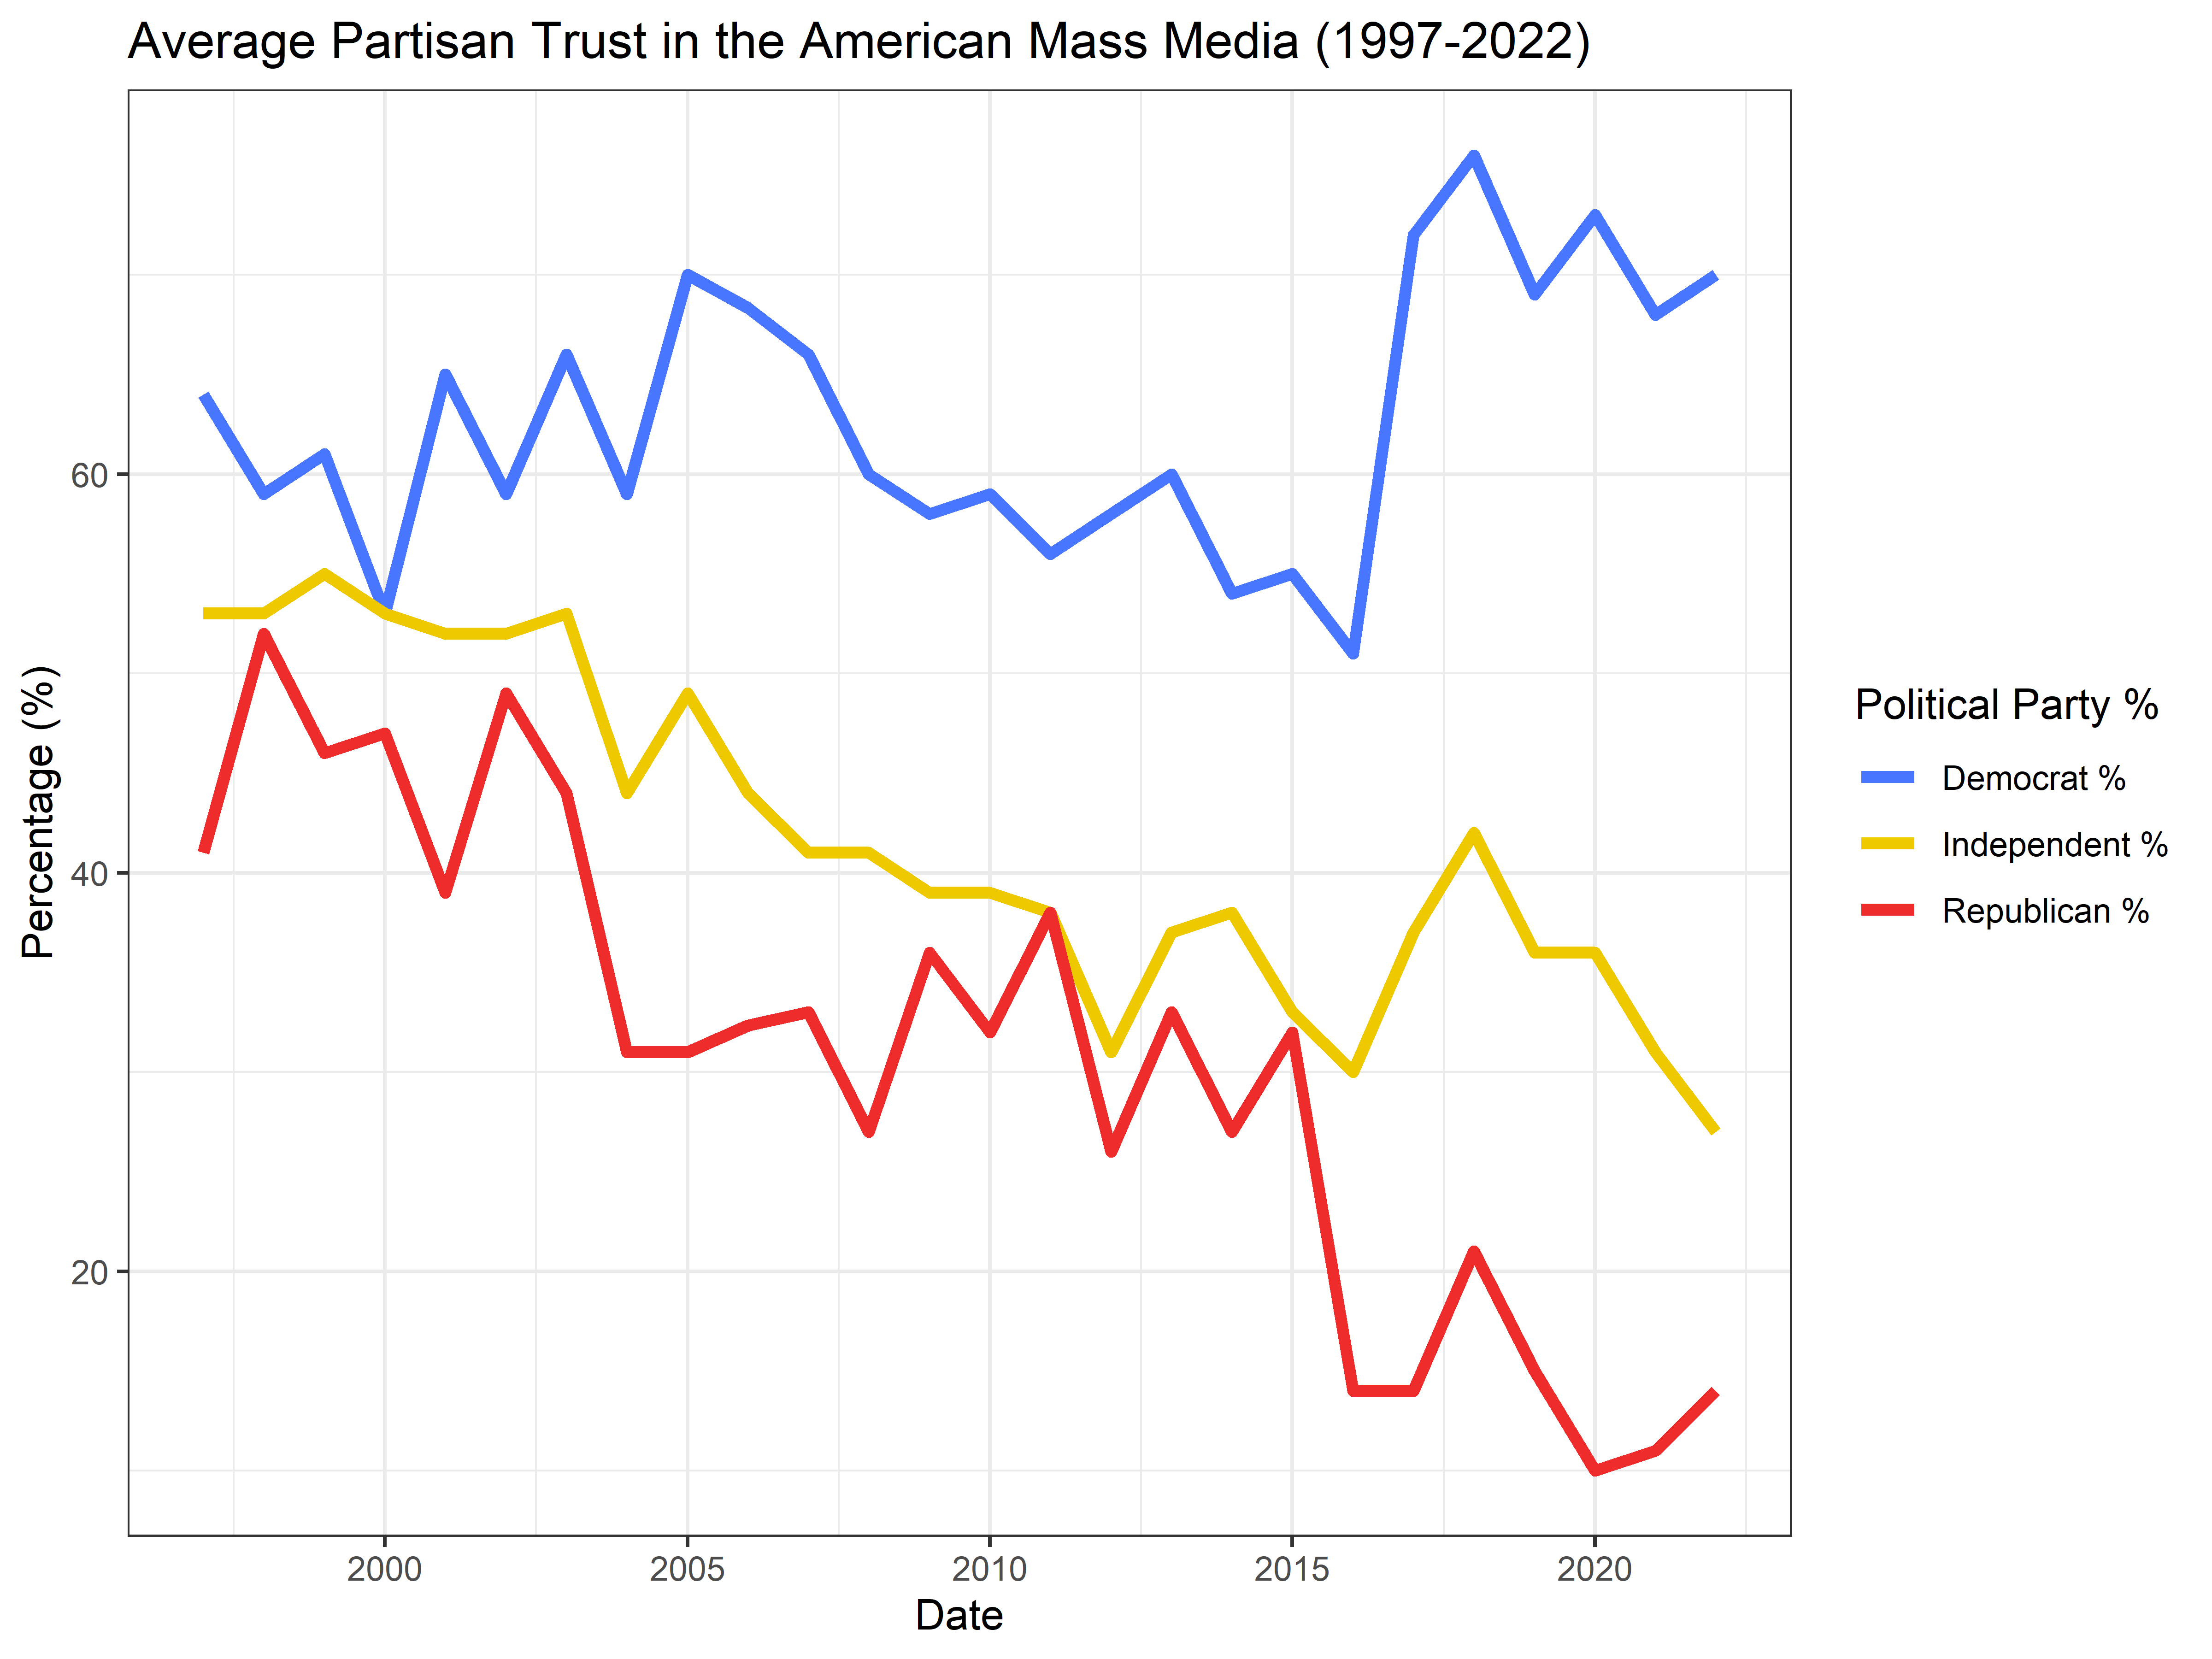 Average Partisan Trust in the American Mass Media (1997-2022)
Percentage (%)
60
40
20
2000 2005 2010 2015 2020
Date
Political Party %
Democrat %
Independent %
Republican %